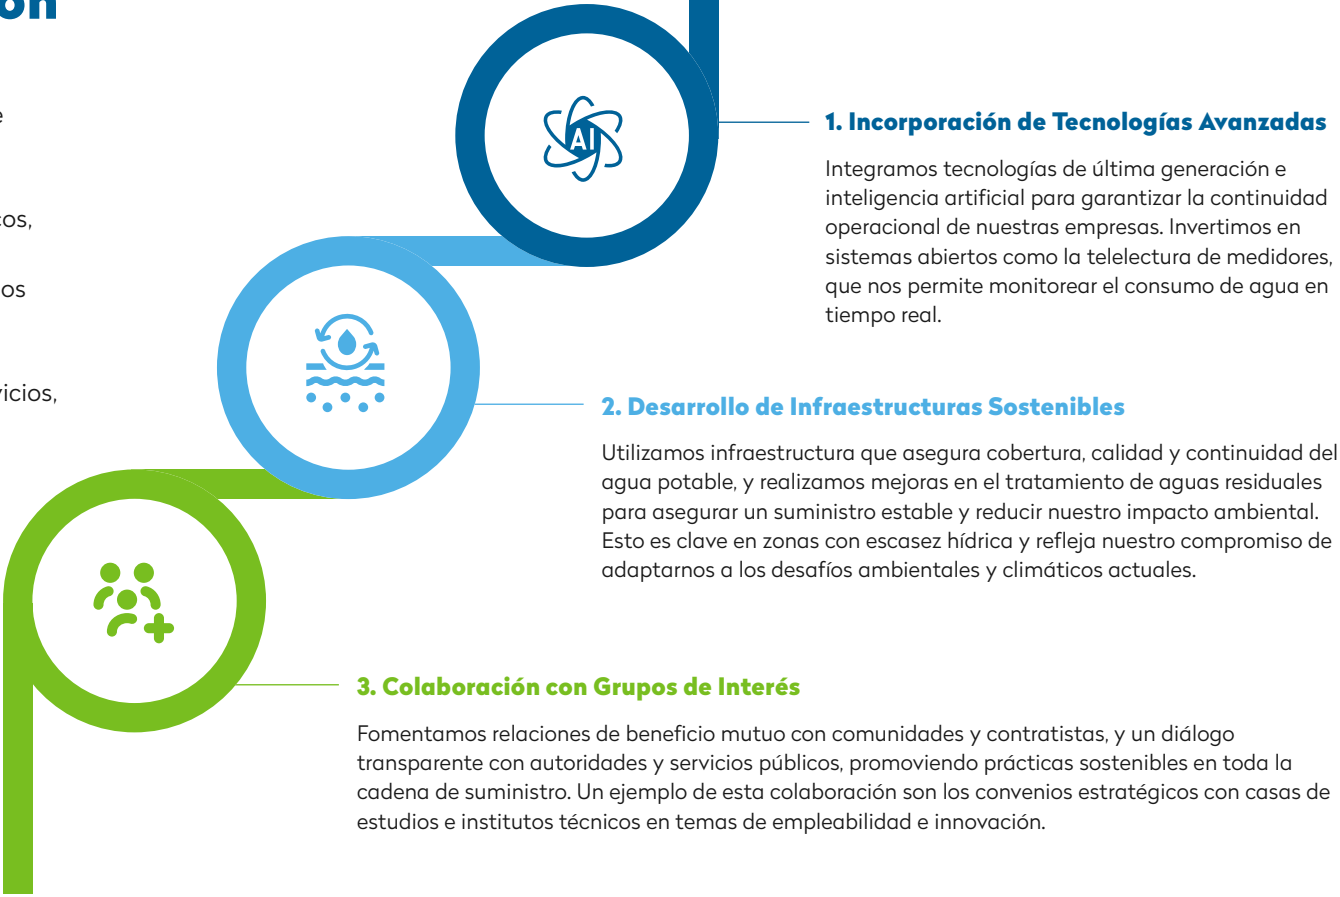 ón
e
cos,
os
vicios,
AI
1. Incorporación de Tecnologías Avanzadas
Integramos tecnologías de última generación e
inteligencia artificial para garantizar la continuidad
operacional de nuestras empresas. Invertimos en
sistemas abiertos como la telelectura de medidores,
que nos permite monitorear el consumo de agua en
tiempo real.
2. Desarrollo de Infraestructuras Sostenibles
Utilizamos infraestructura que asegura cobertura, calidad y continuidad del
agua potable, y realizamos mejoras en el tratamiento de aguas residuales
para asegurar un suministro estable y reducir nuestro impacto ambiental.
Esto es clave en zonas con escasez hídrica y refleja nuestro compromiso de
adaptarnos a los desafíos ambientales y climáticos actuales.
3. Colaboración con Grupos de Interés
Fomentamos relaciones de beneficio mutuo con comunidades y contratistas, y un diálogo
transparente con autoridades y servicios públicos, promoviendo prácticas sostenibles en toda la
cadena de suministro. Un ejemplo de esta colaboración son los convenios estratégicos con casas de
estudios e institutos técnicos en temas de empleabilidad e innovación.